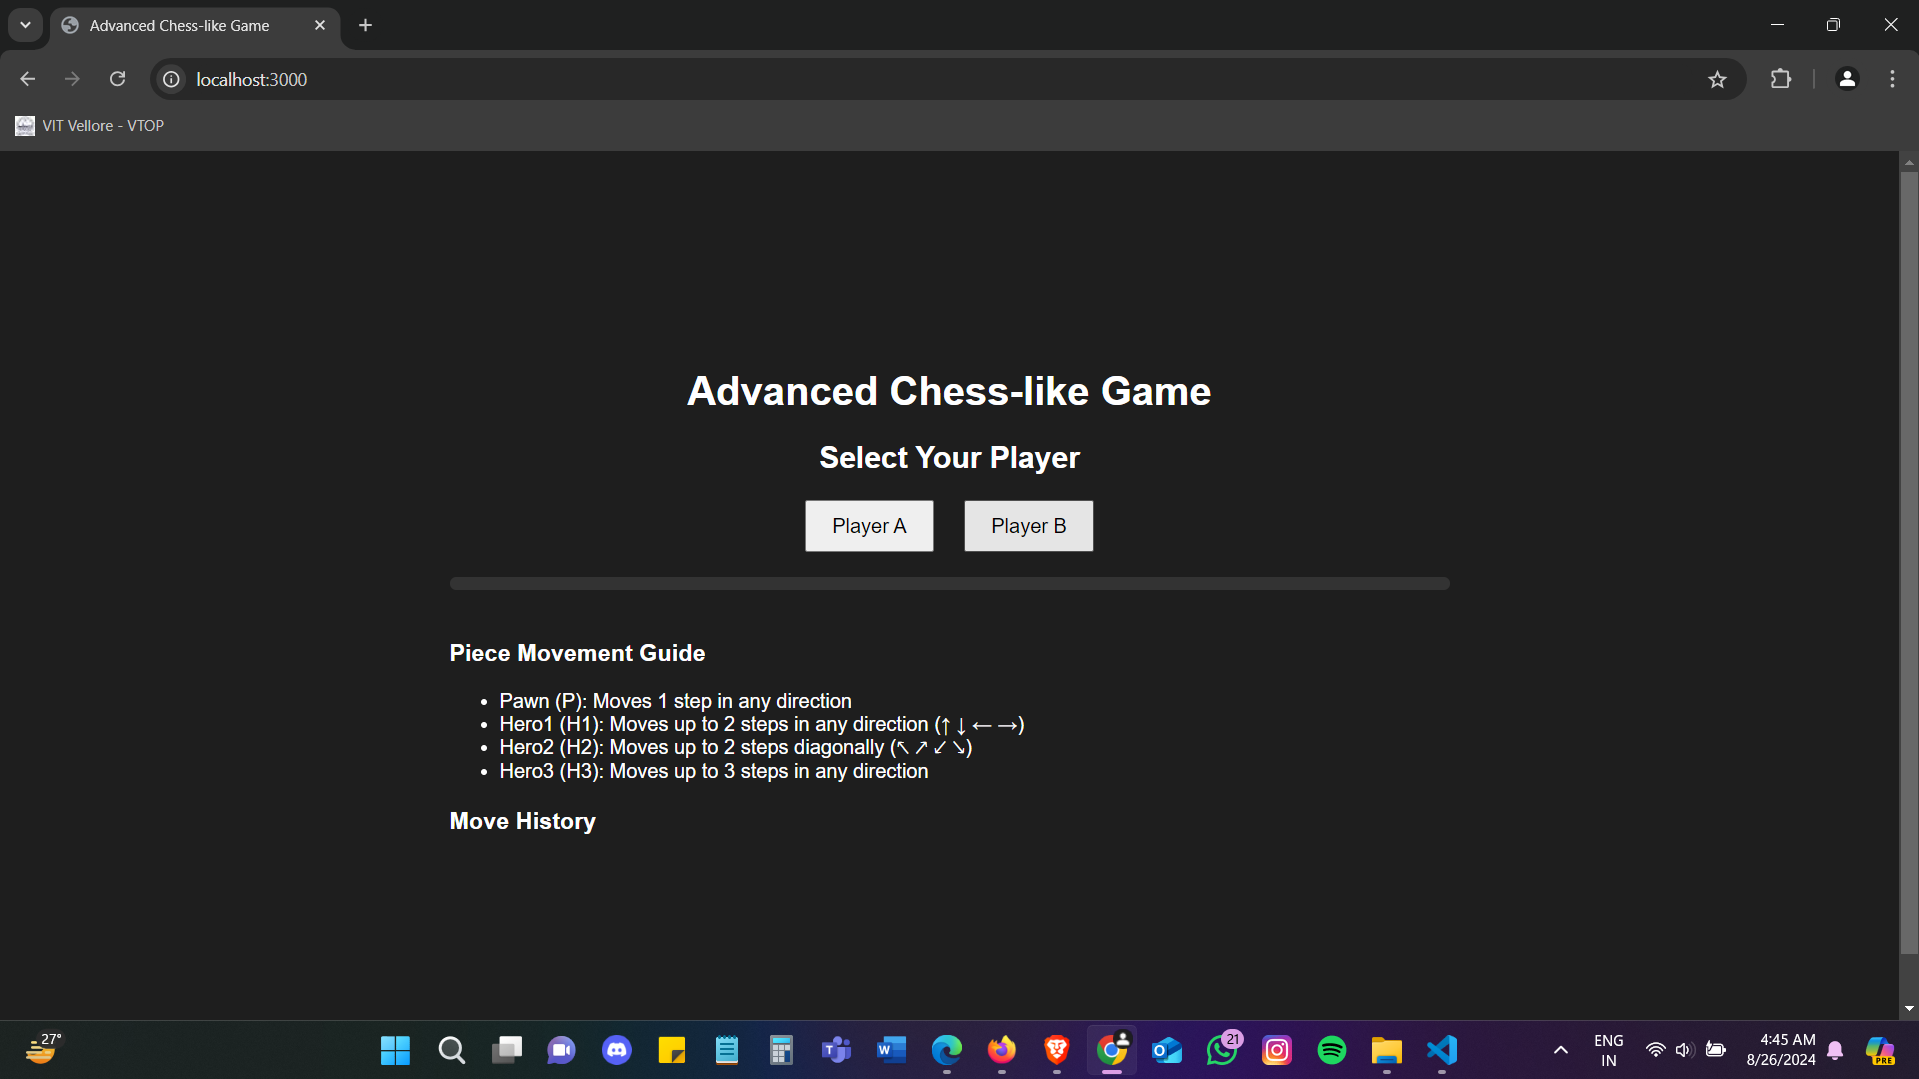 Advanced Chess-like Game
localhost:3000
VIT Vellore - VTOP
Advanced Chess-like Game
Select Your Player
Player A
Player B
Piece Movement Guide
• Pawn (P): Moves 1 step in any direction
• Hero1 (H1): Moves up to 2 steps in any direction (↑↓←→)
• Hero2 (H2): Moves up to 2 steps diagonally (↖↗↙↘)
• Hero3 (H3): Moves up to 3 steps in any direction
Move History
27°
21
ENG
IN
4:45 AM
8/26/2024
PRE